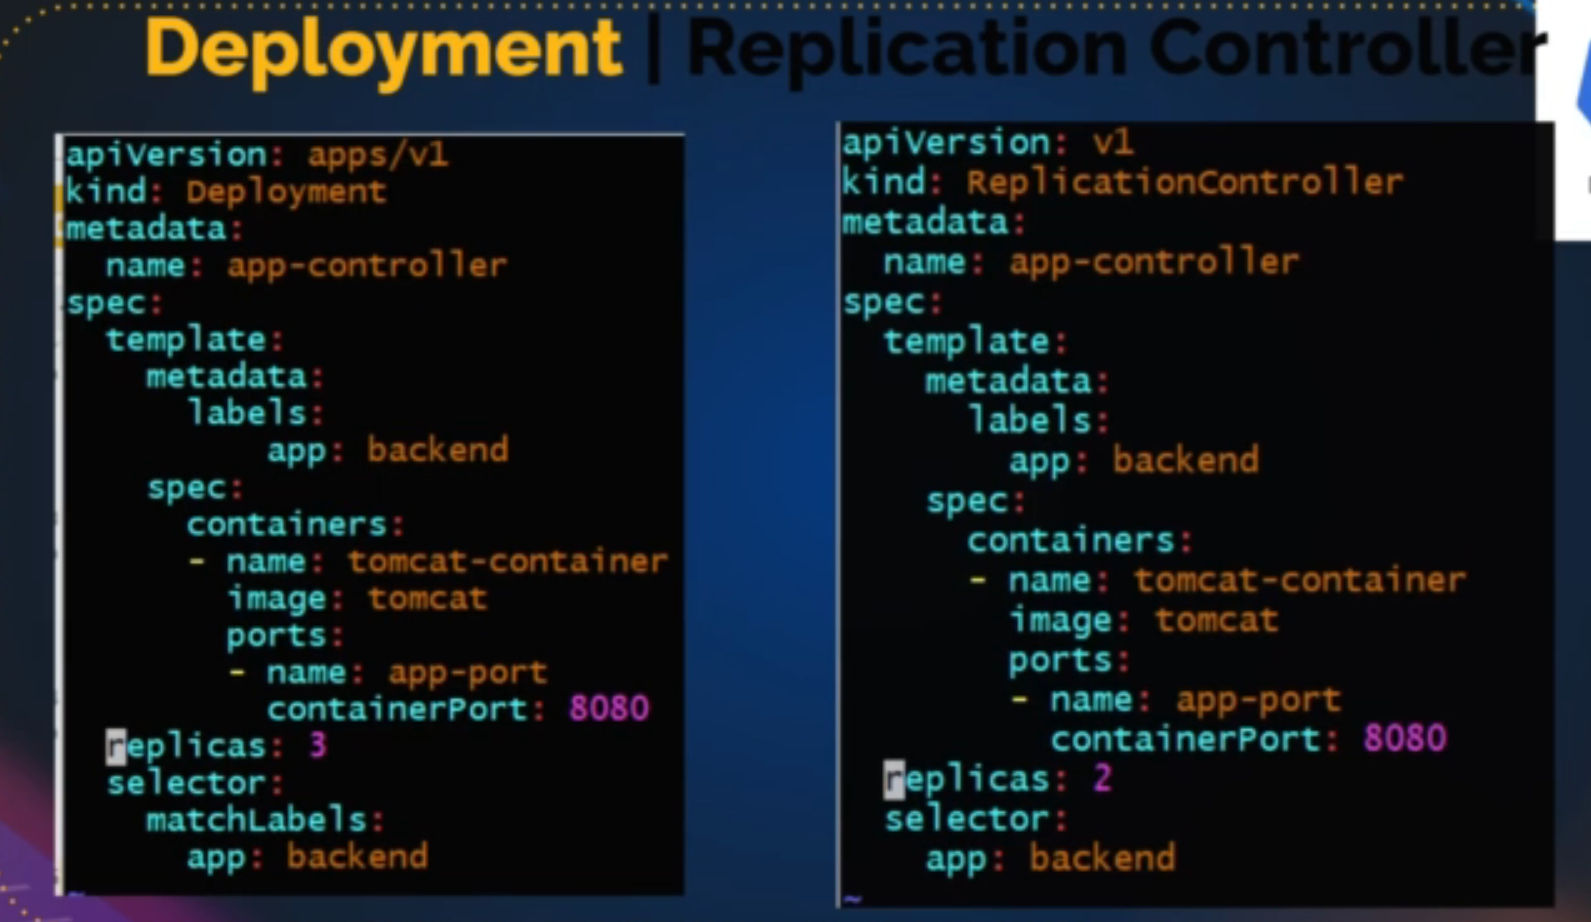 Deployment | Replication Controller
apiVersion: apps/v1
kind: Deployment
metadata:
  name: app-controller
spec:
  template:
    metadata:
      labels:
          app: backend
    spec:
      containers:
      - name: tomcat-container
        image: tomcat
        ports:
        - name: app-port
          containerPort: 8080
  replicas: 3
  selector:
    matchLabels:
      app: backend
~
apiVersion: v1
kind: ReplicationController
metadata:
  name: app-controller
spec:
  template:
    metadata:
      labels:
        app: backend
    spec:
      containers:
      - name: tomcat-container
        image: tomcat
        ports:
        - name: app-port
          containerPort: 8080
  replicas: 2
  selector:
    app: backend
~